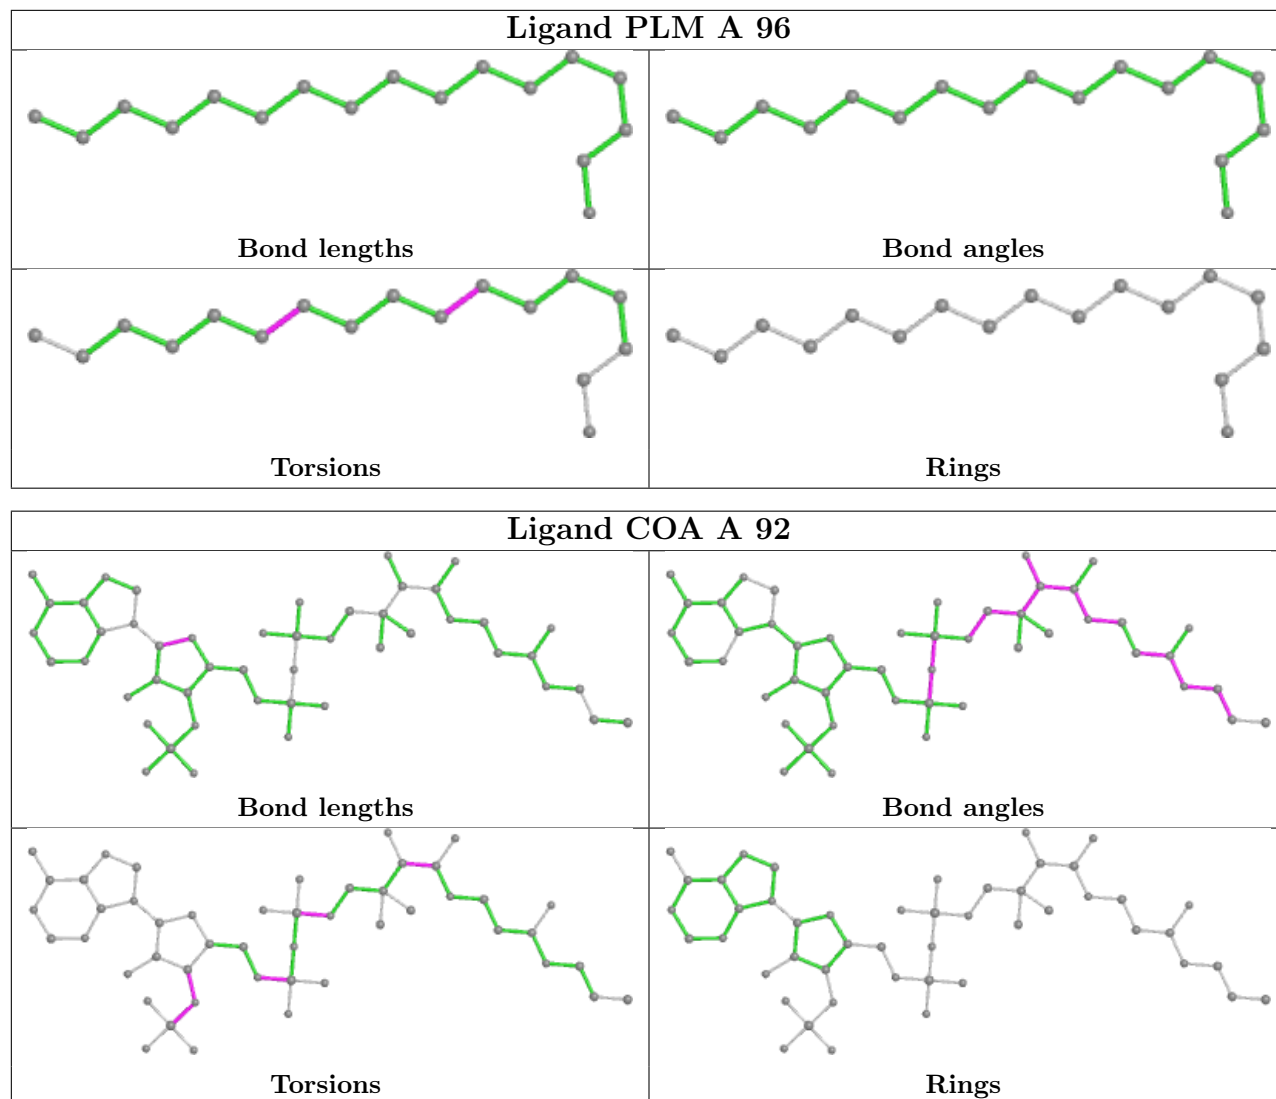 Ligand PLM A 96
Bond lengths
Bond angles
Torsions
Rings
Ligand COA A 92
Bond lengths
Bond angles
Torsions
Rings